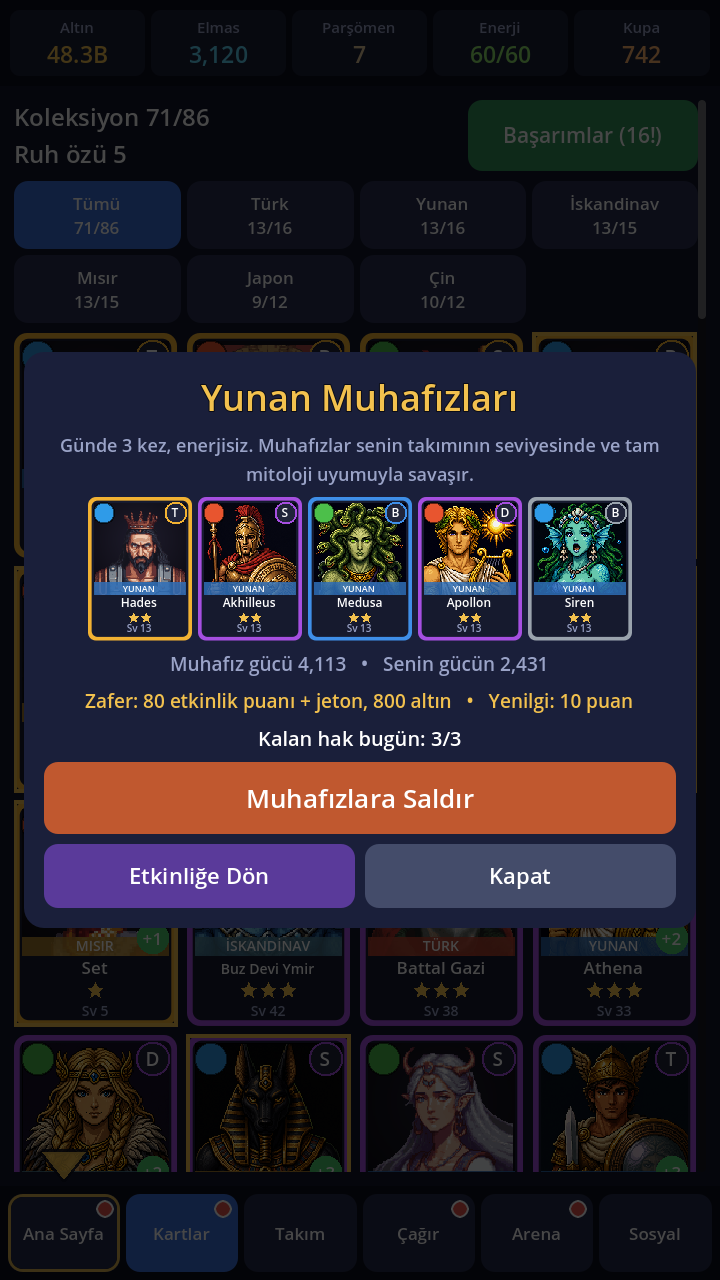 Altın
48.3B
Elmas
3,120
Parşömen
7
Enerji
60/60
Kupa
742
Koleksiyon 71/86
Ruh özü 5
Başarımlar (16!)
Tümü
71/86
Türk
13/16
Yunan
13/16
İskandinav
13/15
Mısır
13/15
Japon
9/12
Çin
10/12
Yunan Muhafızları
Günde 3 kez, enerjisiz. Muhafızlar senin takımının seviyesinde ve tam
mitoloji uyumuyla savaşır.
T
YUNAN
Hades
Sv 13
S
YUNAN
Akhilleus
Sv 13
B
YUNAN
Medusa
Sv 13
D
YUNAN
Apollon
Sv 13
B
YUNAN
Siren
Sv 13
Muhafız gücü 4,113 • Senin gücün 2,431
Zafer: 80 etkinlik puanı + jeton, 800 altın • Yenilgi: 10 puan
Kalan hak bugün: 3/3
Muhafızlara Saldır
Etkinliğe Dön
Kapat
+1
MISIR
Set
Sv 5
İSKANDİNAV
Buz Devi Ymir
Sv 42
TÜRK
Battal Gazi
Sv 38
+2
YUNAN
Athena
Sv 33
D
S
S
T
Ana Sayfa
Kartlar
Takım
Çağır
Arena
Sosyal